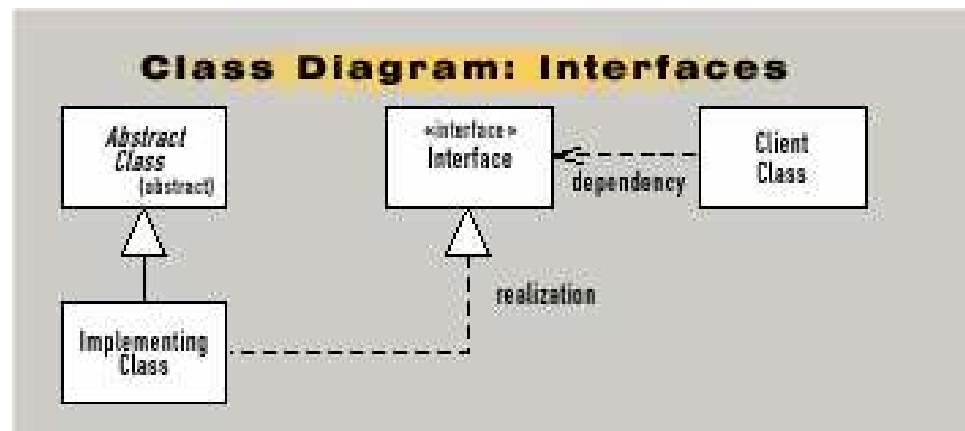 Class Diagram: Interfaces
Abstract
Class
(abstract)
«interface»
Interface
Client
Class
dependency
realization
Implementing
Class